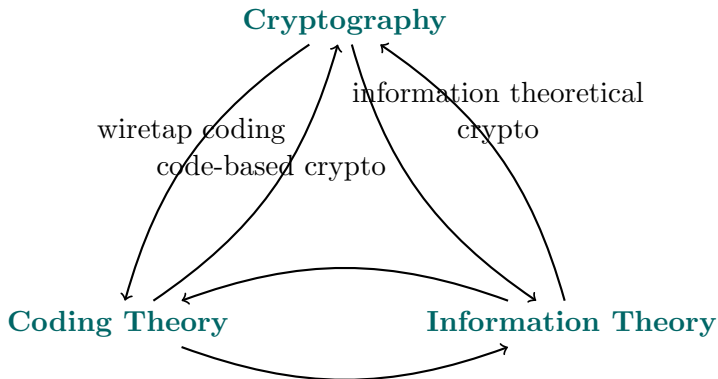 Cryptography
information theoretical
crypto
wiretap coding
code-based crypto
Coding Theory
Information Theory